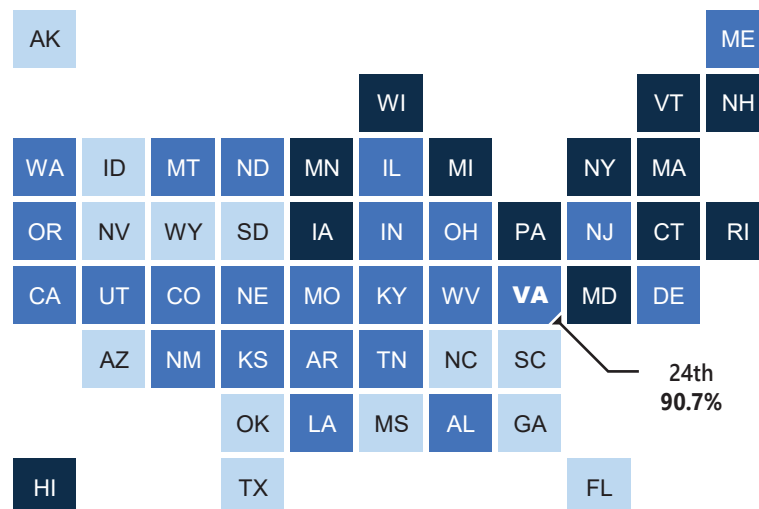 AK ME
WI VT NH
WA ID MT ND MN IL MI NY MA
OR NV WY SD IA IN OH PA NJ CT RI
CA UT CO NE MO KY WV VA MD DE
AZ NM KS AR TN NC SC
24th
90.7%
OK LA MS AL GA
HI TX FL